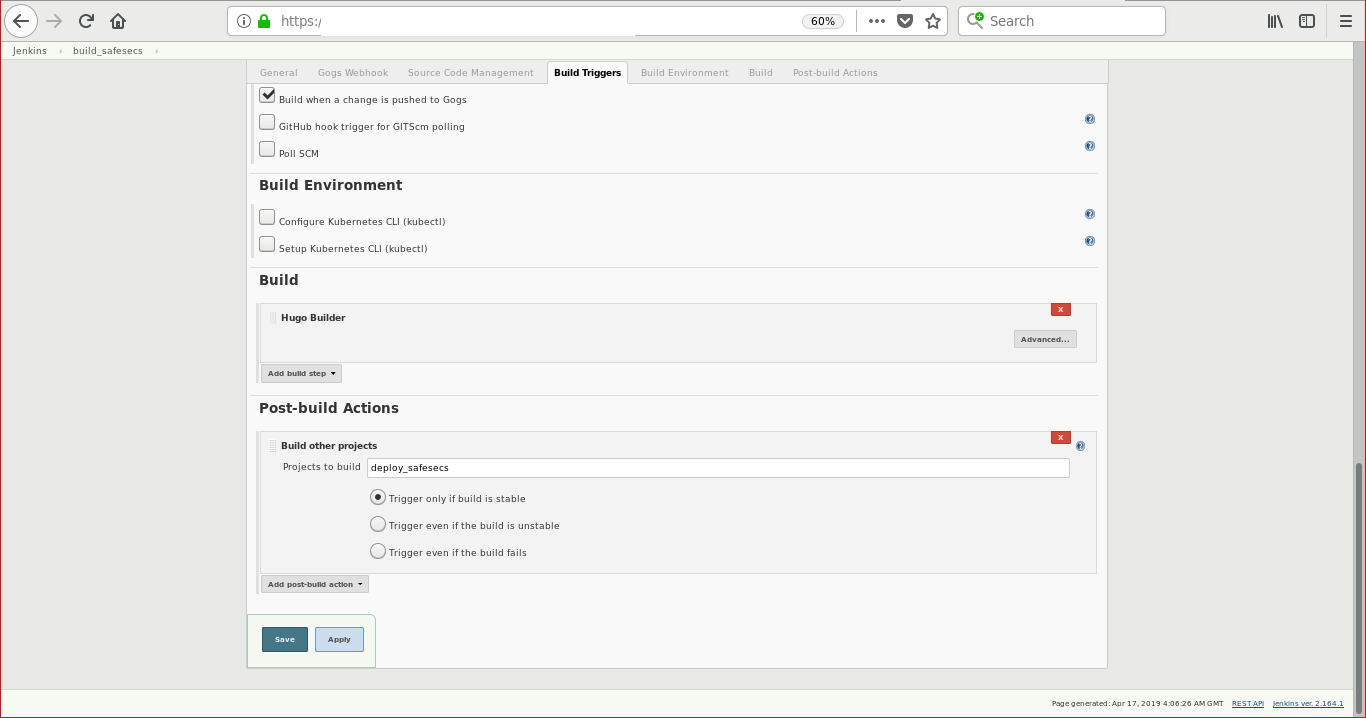 https:/
60%
Search
Jenkins › build_safesecs ›
General Gogs Webhook Source Code Management Build Triggers Build Environment Build Post-build Actions
Build when a change is pushed to Gogs
GitHub hook trigger for GITScm polling
Poll SCM
Build Environment
Configure Kubernetes CLI (kubectl)
Setup Kubernetes CLI (kubectl)
Build
X
Hugo Builder
Advanced...
Add build step
Post-build Actions
X
Build other projects
Projects to build deploy_safesecs
Trigger only if build is stable
Trigger even if the build is unstable
Trigger even if the build fails
Add post-build action
Save Apply
Page generated: Apr 17, 2019 4:06:26 AM GMT REST API Jenkins ver. 2.164.1